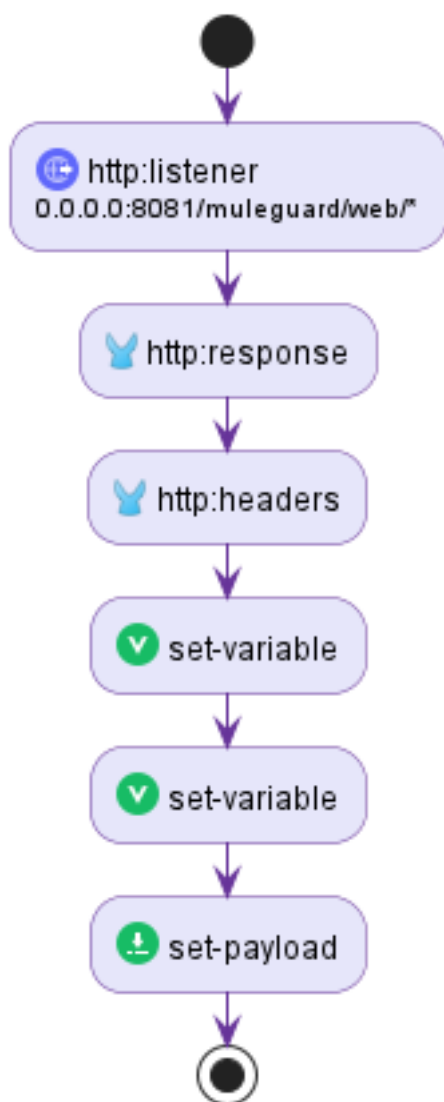 http:listener
0.0.0.0:8081/muleguard/web/*
http:response
http:headers
set-variable
set-variable
set-payload